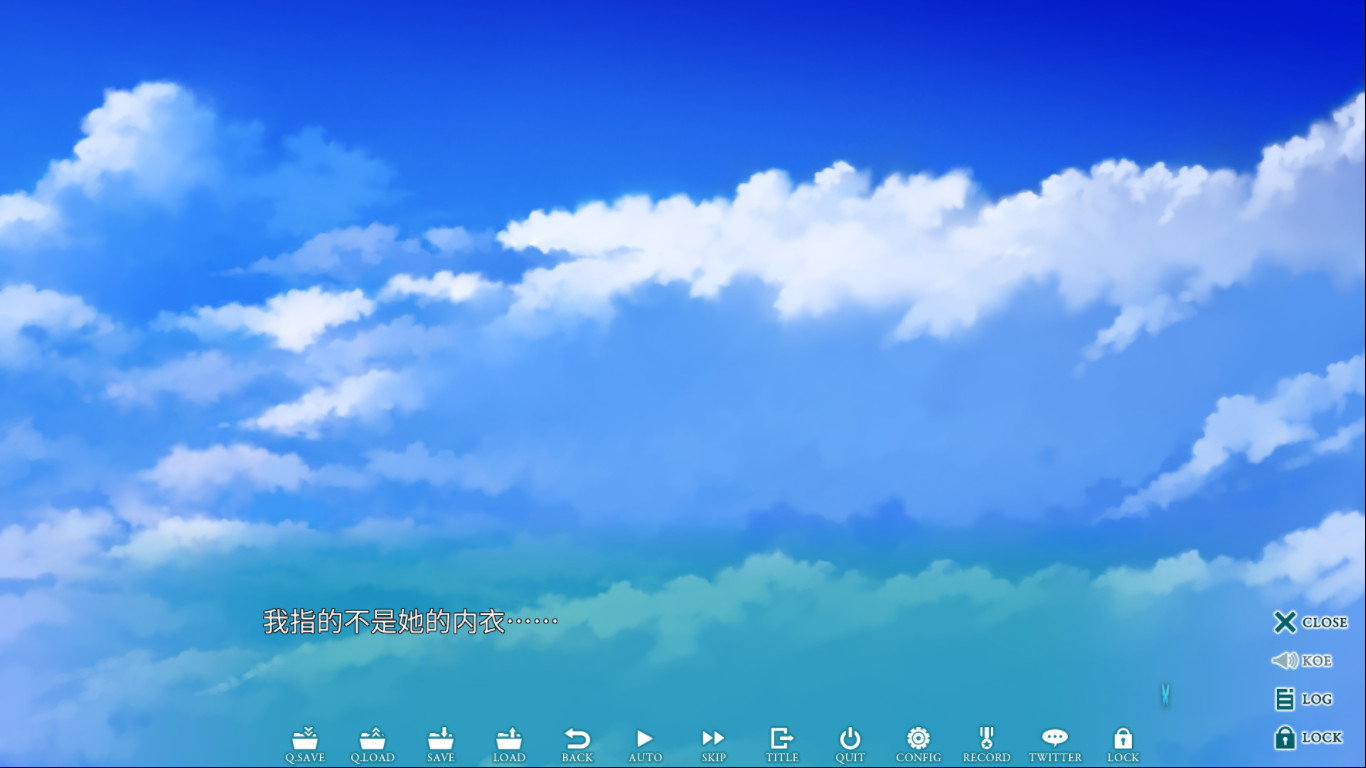 我指的不是她的内衣……
CLOSE
KOE
LOG
LOCK
Q.SAVE Q.LOAD SAVE LOAD BACK AUTO SKIP TITLE QUIT CONFIG RECORD TWITTER LOCK